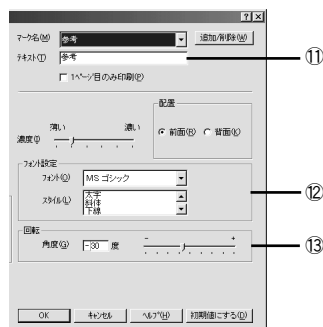 マーク名(M) 参考 追加/削除(W)
テキスト(T) 参考
⑪
1ページ目のみ印刷(P)
配置
薄い 濃い
濃度(I)
前面(R) 背面(K)
フォント設定
フォント(O) MS ゴシック
スタイル(L) 太字
斜体
下線
⑫
回転
角度(G) -30 度 - +
⑬
OK キャンセル ヘルプ(H) 初期値にする(D)